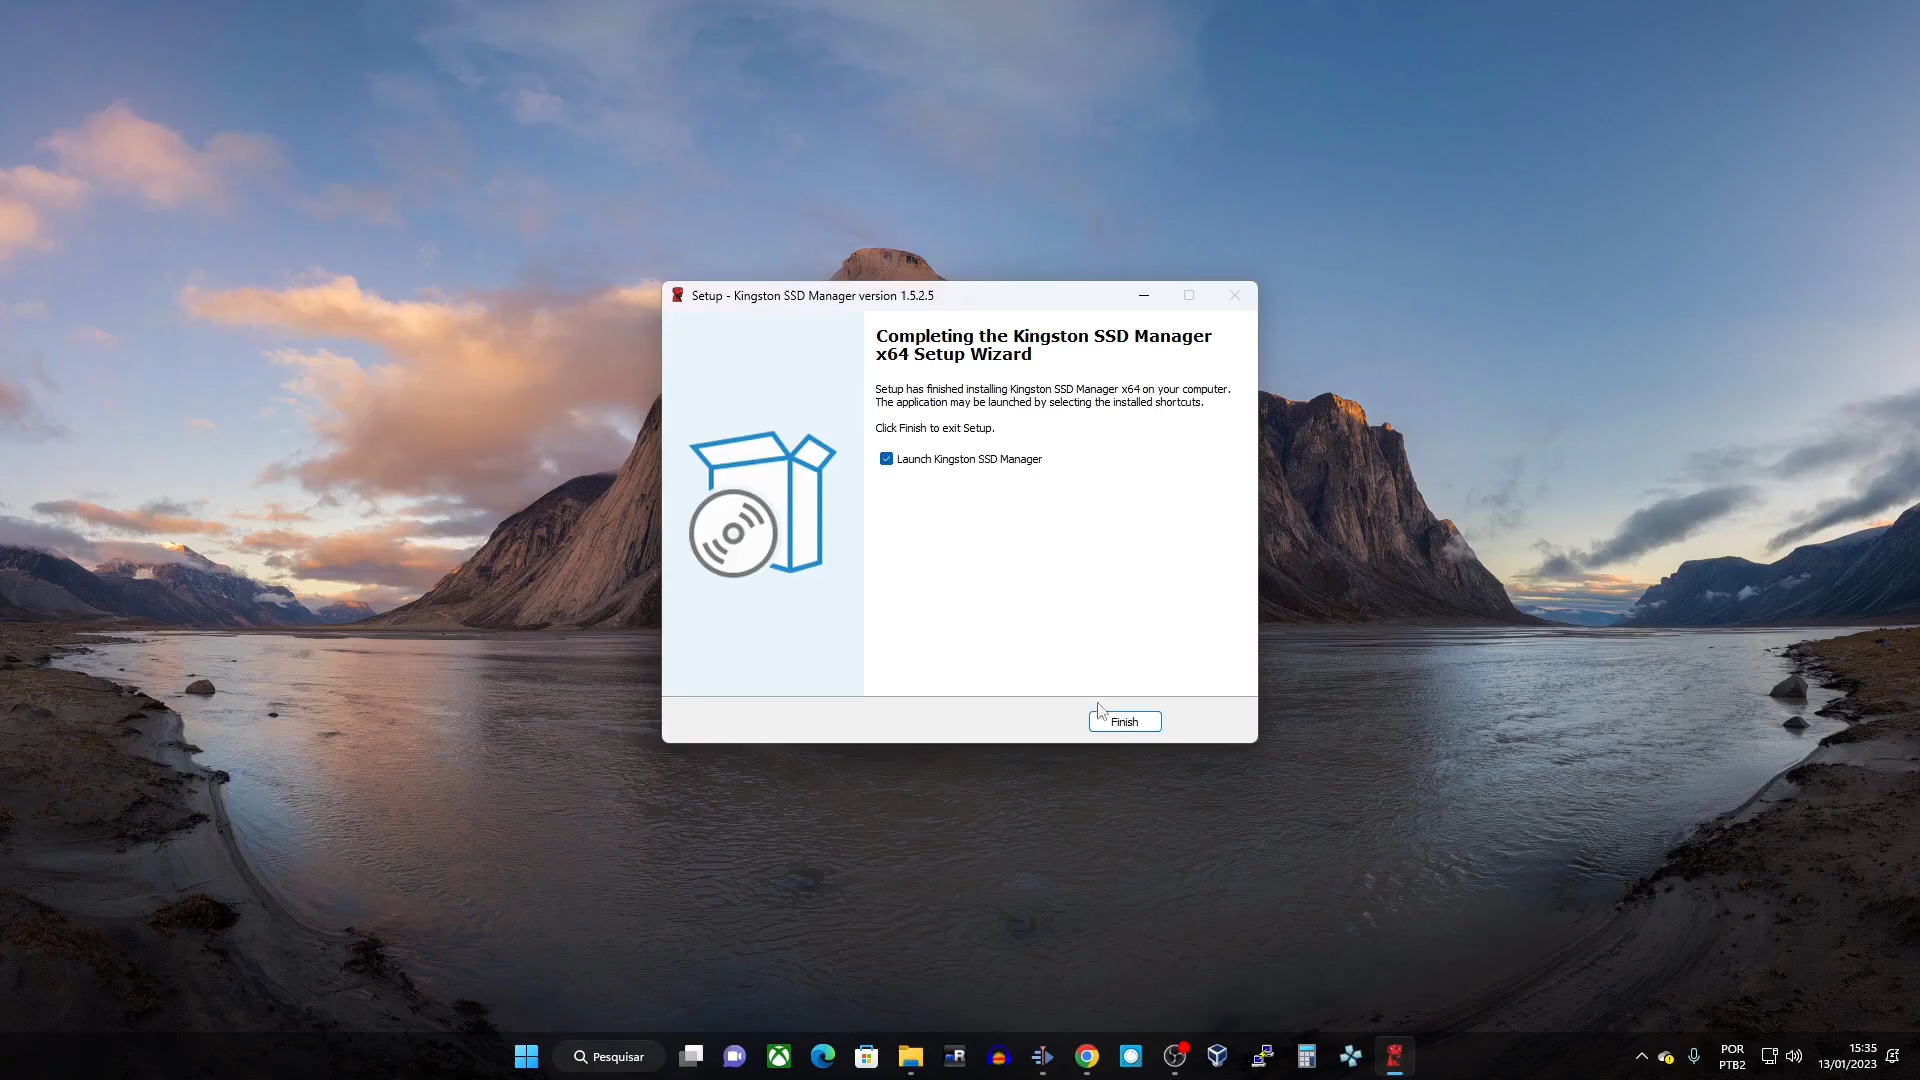 Setup - Kingston SSD Manager version 1.5.2.5
Completing the Kingston SSD Manager
x64 Setup Wizard
Setup has finished installing Kingston SSD Manager x64 on your computer.
The application may be launched by selecting the installed shortcuts.
Click Finish to exit Setup.
Launch Kingston SSD Manager
Finish
Pesquisar
POR
PTB2
15:35
13/01/2023